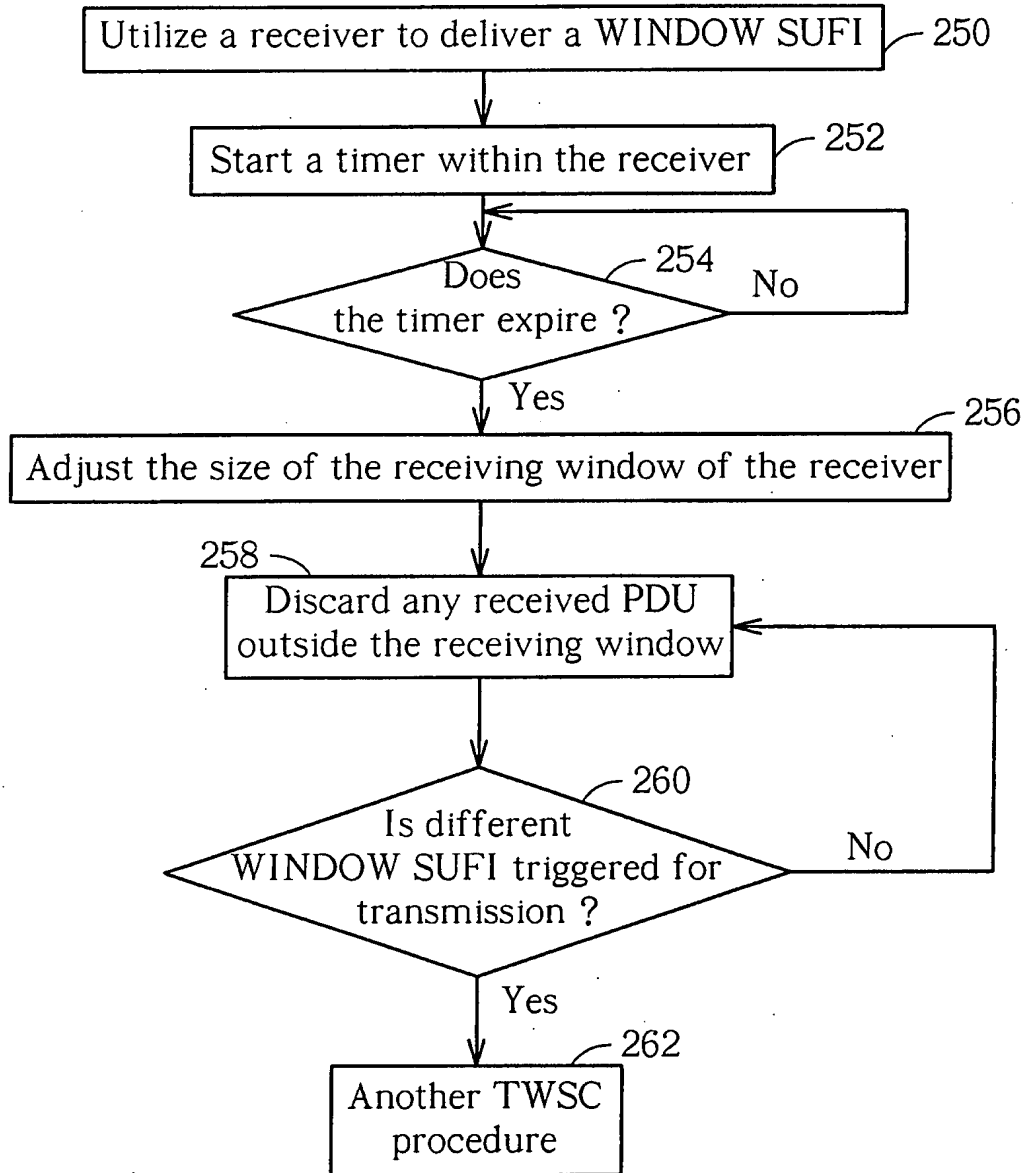 Utilize a receiver to deliver a WINDOW SUFI
250
252
Start a timer within the receiver
254
Does
the timer expire ?
No
Yes
256
Adjust the size of the receiving window of the receiver
258
Discard any received PDU
outside the receiving window
260
Is different
WINDOW SUFI triggered for
transmission ?
No
Yes
262
Another TWSC
procedure